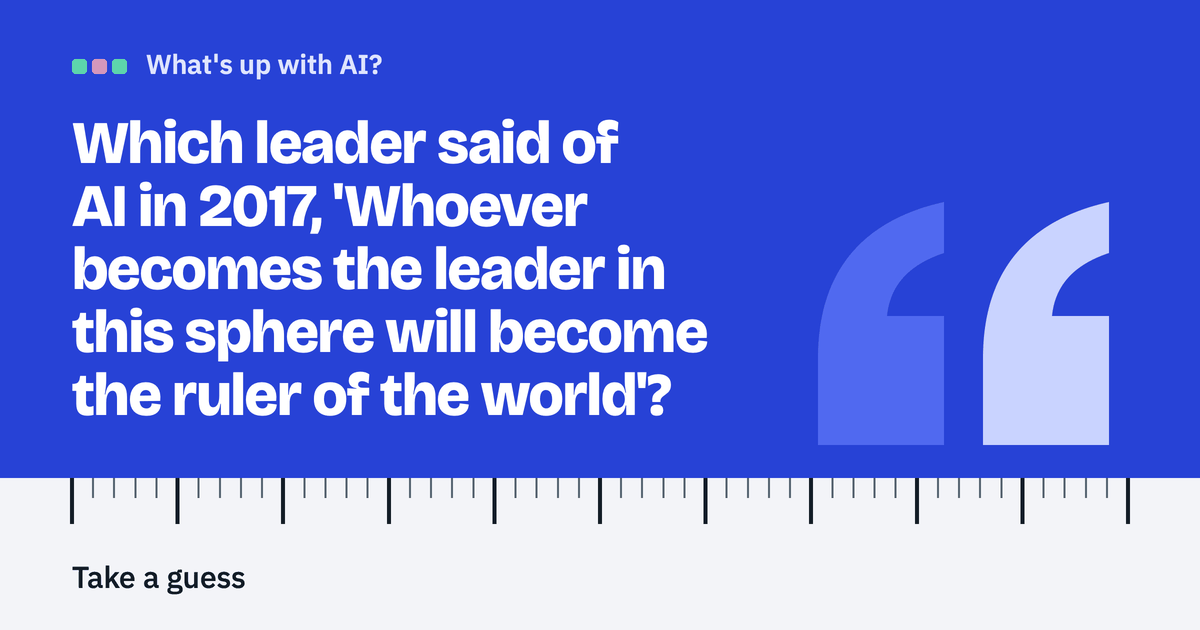 What's up with AI?
Which leader said of
AI in 2017, 'Whoever
becomes the leader in
this sphere will become
the ruler of the world'?
Take a guess